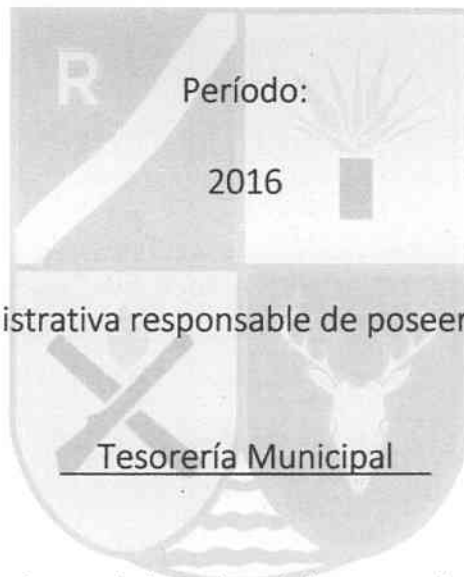 R
Período:
2016
istrativa responsable de poseer
Tesorería Municipal